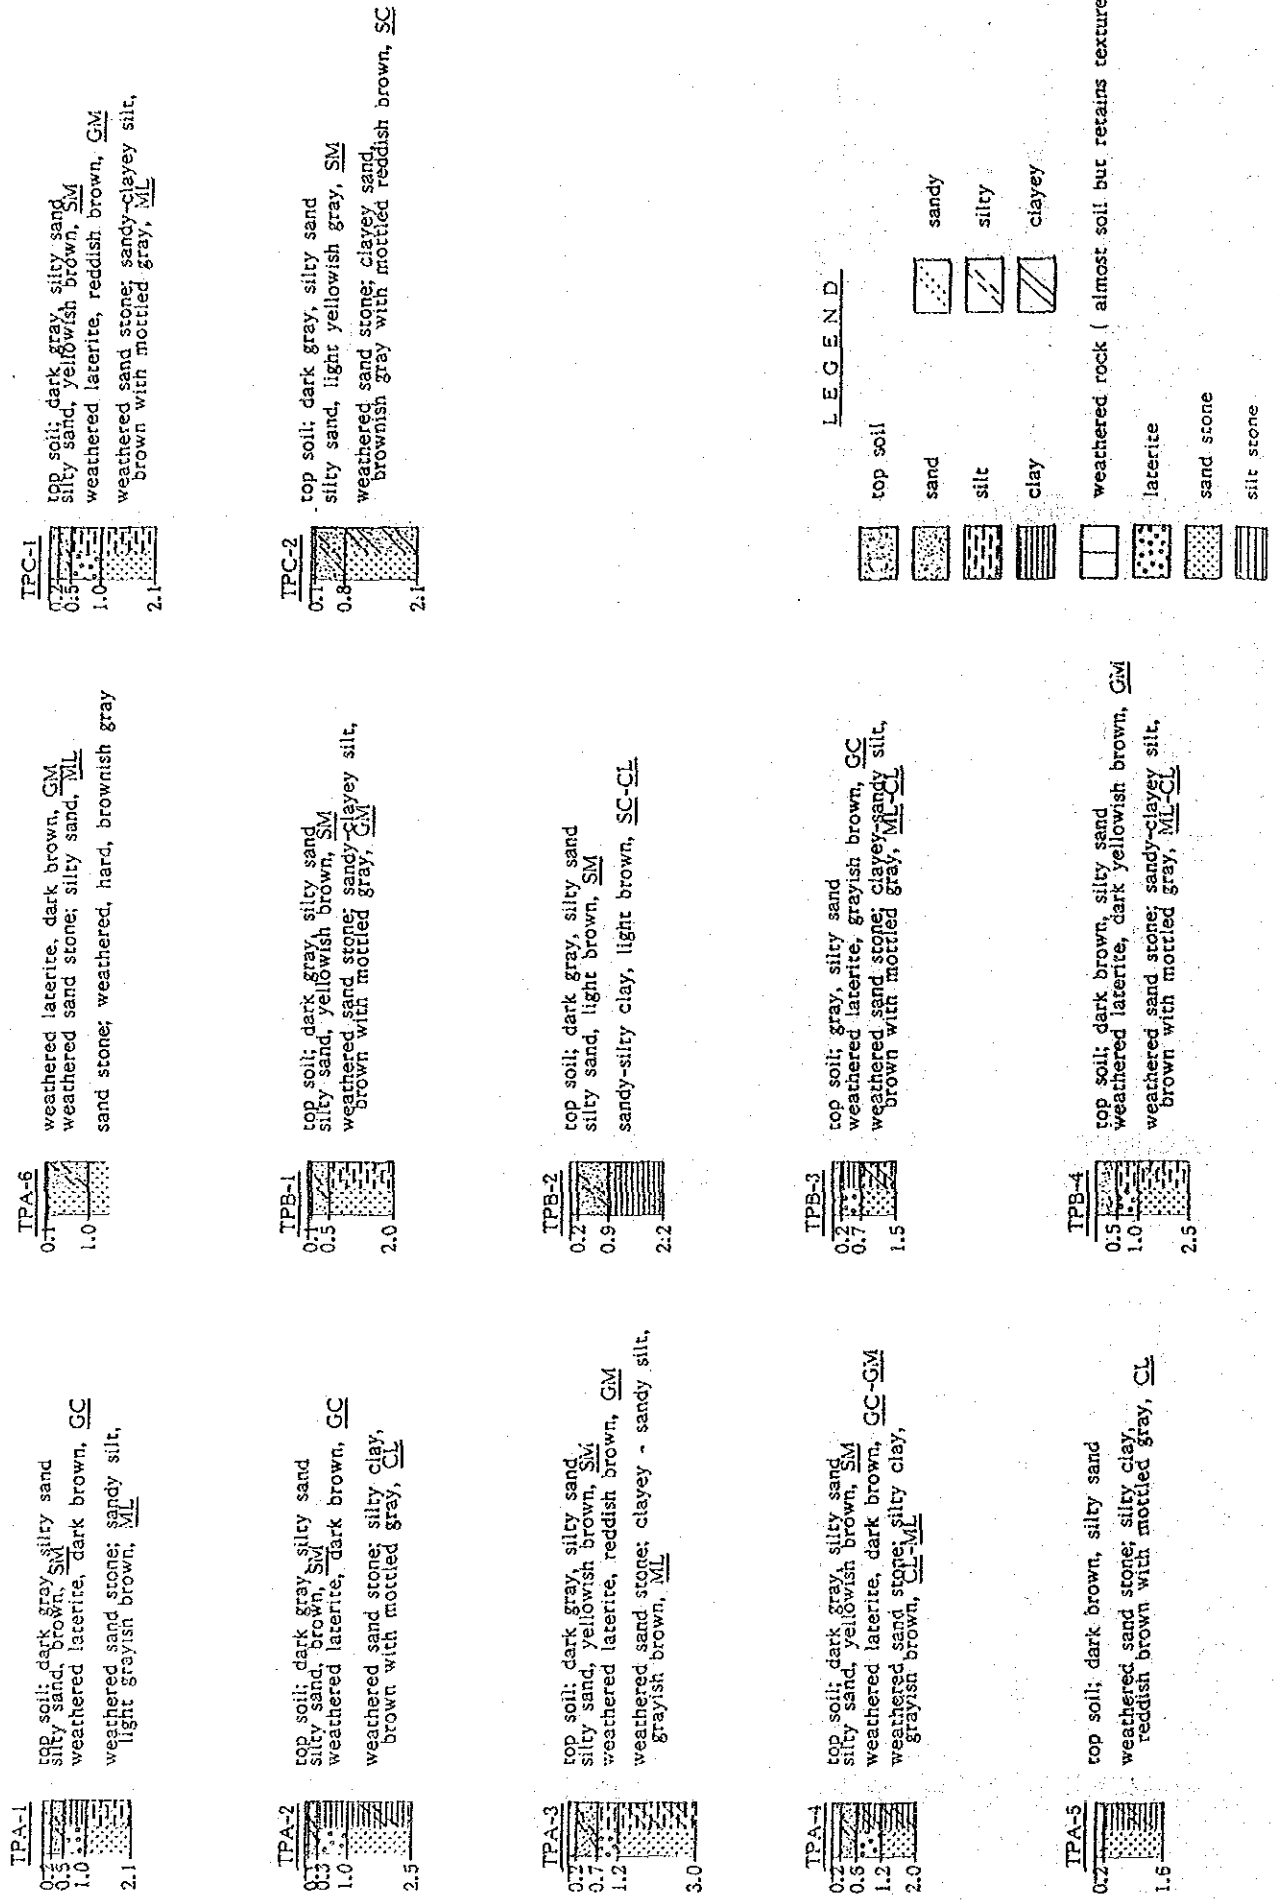 TPA-1
0.2
0.5
1.0
2.1
top soil; dark gray, silty sand
silty sand, brown, SM
weathered laterite, dark brown, GC
weathered sand stone; sandy silt,
light grayish brown, ML
TPA-2
0.1
0.3
1.0
2.5
top soil; dark gray, silty sand
silty sand, brown, SM
weathered laterite, dark brown, GC
weathered sand stone; silty clay,
brown with mottled gray, CL
TPA-3
0.2
0.7
1.2
3.0
top soil; dark gray, silty sand
silty sand, yellowish brown, SM
weathered laterite, reddish brown, GM
weathered sand stone; clayey - sandy silt,
grayish brown, ML
TPA-4
0.2
0.6
1.2
2.0
top soil; dark gray, silty sand
silty sand, yellowish brown, SM
weathered laterite, dark brown, GC-GM
weathered sand stone; silty clay,
grayish brown, CL-ML
TPA-5
0.2
1.6
top soil; dark brown, silty sand
weathered sand stone; silty clay,
reddish brown with mottled gray, CL
TPA-6
0.1
1.0
weathered laterite, dark brown, GM
weathered sand stone; silty sand, ML
sand stone; weathered, hard, brownish gray
TPB-1
0.1
0.5
2.0
top soil; dark gray, silty sand
silty sand, yellowish brown, SM
weathered sand stone; sandy-clayey silt,
brown with mottled gray, GM
TPB-2
0.2
0.9
2.2
top soil; dark gray, silty sand
silty sand, light brown, SM
sandy-silty clay, light brown, SC-CL
TPB-3
0.2
0.7
1.5
top soil; gray, silty sand
weathered laterite, grayish brown, GC
weathered sand stone; clayey-sandy silt,
brown with mottled gray, ML-CL
TPB-4
0.5
1.0
2.5
top soil; dark brown, silty sand
weathered laterite, dark yellowish brown, GM
weathered sand stone; sandy-clayey silt,
brown with mottled gray, ML-CL
TPC-1
0.2
0.5
1.0
2.1
top soil; dark gray, silty sand
silty sand, yellowish brown, SM
weathered laterite, reddish brown, GM
weathered sand stone; sandy-clayey silt,
brown with mottled gray, ML
TPC-2
0.1
0.8
2.1
top soil; dark gray, silty sand
silty sand, light yellowish gray, SM
weathered sand stone; clayey sand,
brownish gray with mottled reddish brown, SC
LEGEND
top soil
sand
sandy
silt
silty
clay
clayey
weathered rock ( almost soil but retains texture
laterite
sand stone
silt stone